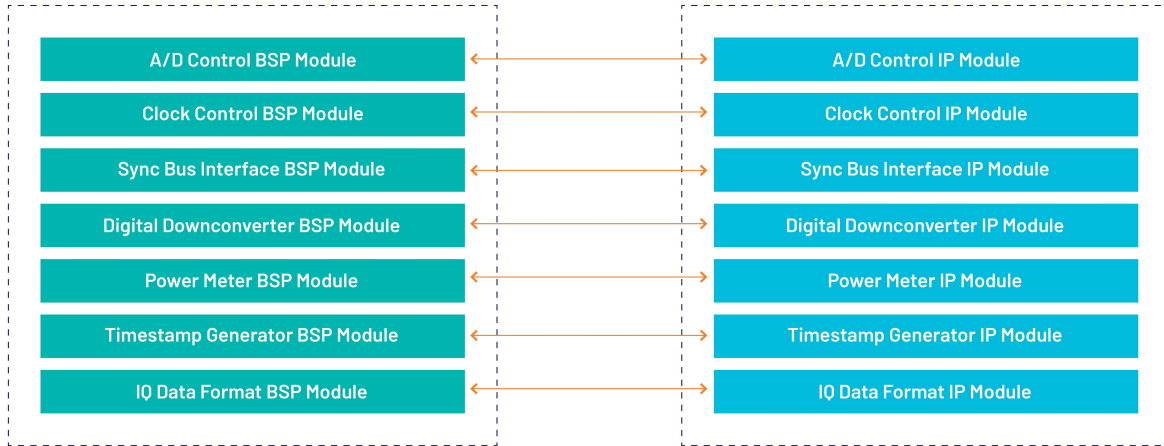 A/D Control BSP Module
A/D Control IP Module
Clock Control BSP Module
Clock Control IP Module
Sync Bus Interface BSP Module
Sync Bus Interface IP Module
Digital Downconverter BSP Module
Digital Downconverter IP Module
Power Meter BSP Module
Power Meter IP Module
Timestamp Generator BSP Module
Timestamp Generator IP Module
IQ Data Format BSP Module
IQ Data Format IP Module